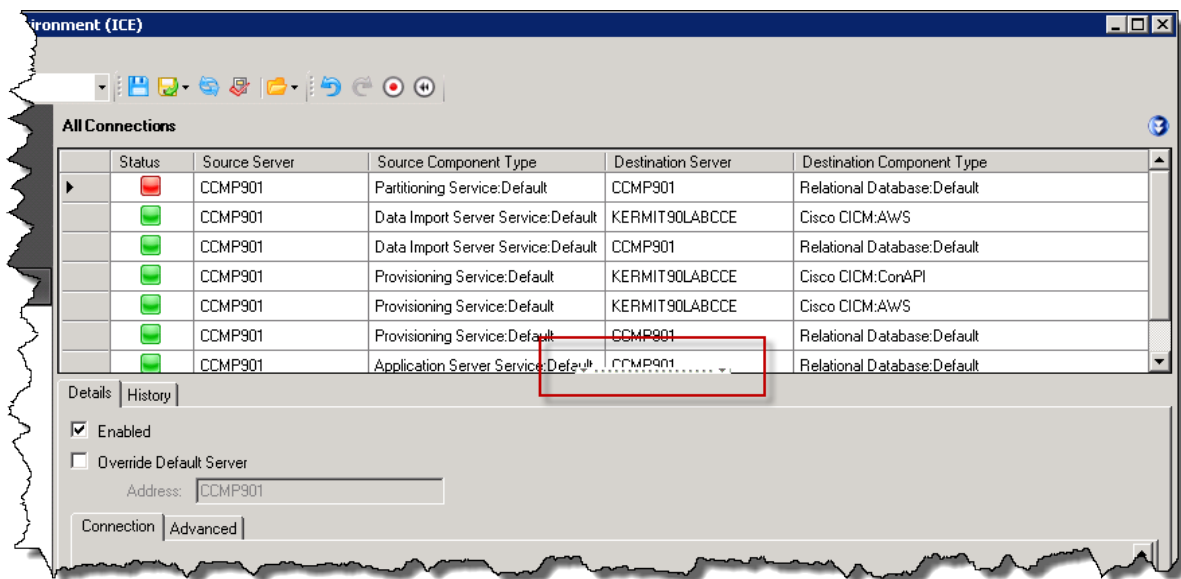 ironment (ICE)
All Connections
Status Source Server Source Component Type Destination Server Destination Component Type
CCMP901 Partitioning Service:Default CCMP901 Relational Database:Default
CCMP901 Data Import Server Service:Default KERMIT90LABCCE Cisco CICM:AWS
CCMP901 Data Import Server Service:Default CCMP901 Relational Database:Default
CCMP901 Provisioning Service:Default KERMIT90LABCCE Cisco CICM:ConAPI
CCMP901 Provisioning Service:Default KERMIT90LABCCE Cisco CICM:AWS
CCMP901 Provisioning Service:Default CCMP901 Relational Database:Default
CCMP901 Application Server Service:Default CCMP901 Relational Database:Default
Details History
Enabled
Override Default Server
Address: CCMP901
Connection Advanced